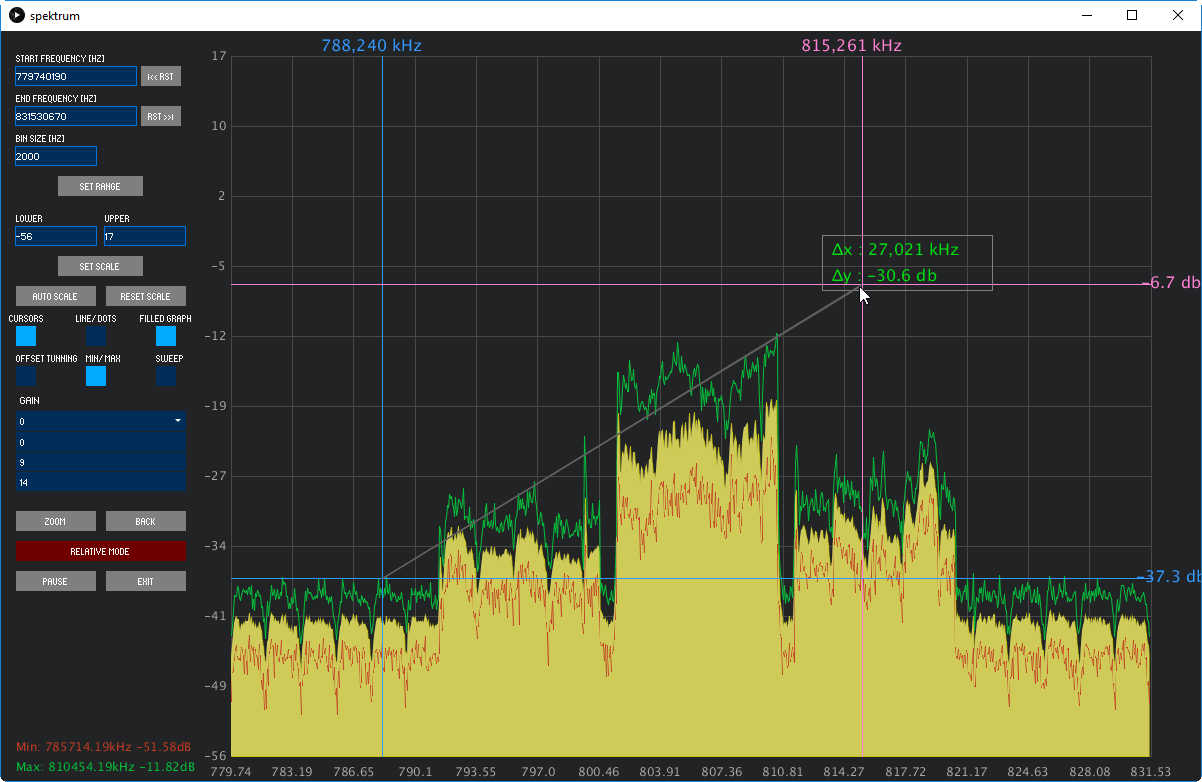 spektrum
788,240 kHz
815,261 kHz
START FREQUENCY [HZ]
779740190
|<< RST
END FREQUENCY [HZ]
831530670
RST >>|
BIN SIZE [HZ]
2000
SET RANGE
LOWER
UPPER
-56
17
SET SCALE
AUTO SCALE
RESET SCALE
CURSORS
LINE/DOTS
FILLED GRAPH
OFFSET TUNNING
MIN/MAX
SWEEP
GAIN
0
0
9
14
ZOOM
BACK
RELATIVE MODE
PAUSE
EXIT
Min: 785714.19kHz -51.58dB
Max: 810454.19kHz -11.82dB
17
10
2
-5
-12
-19
-27
-34
-41
-49
-56
Δx : 27,021 kHz
Δy : -30.6 db
-6.7 db
-37.3 db
779.74 783.19 786.65 790.1 793.55 797.0 800.46 803.91 807.36 810.81 814.27 817.72 821.17 824.63 828.08 831.53